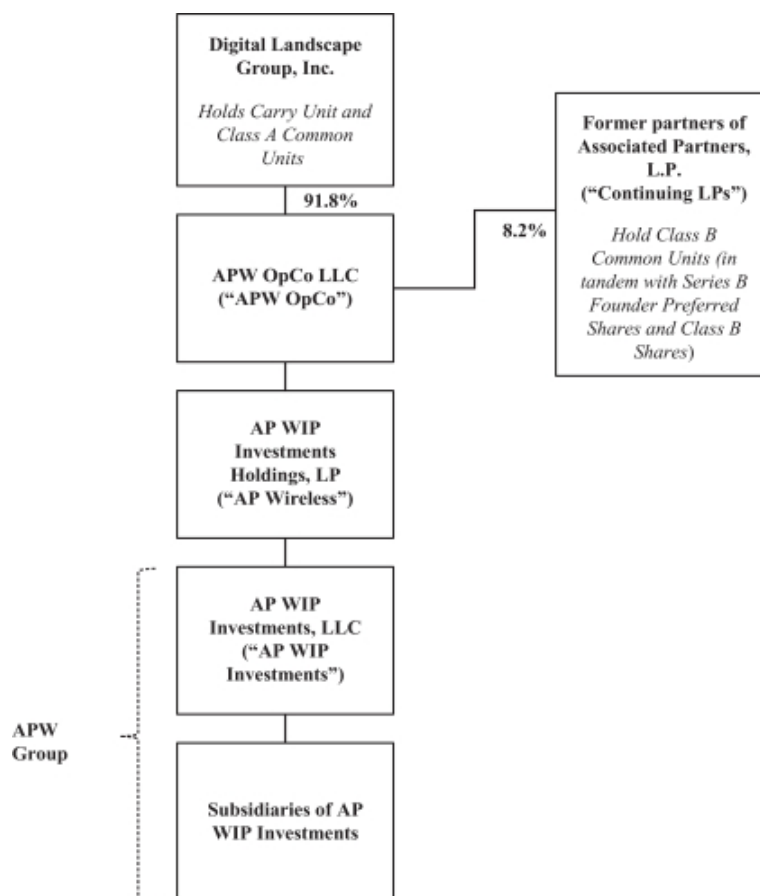 Digital Landscape
Group, Inc.
Holds Carry Unit and
Class A Common
Units
91.8%
Former partners of
Associated Partners,
L.P.
(“Continuing LPs”)
Hold Class B
Common Units (in
tandem with Series B
Founder Preferred
Shares and Class B
Shares)
8.2%
APW OpCo LLC
(“APW OpCo”)
AP WIP
Investments
Holdings, LP
(“AP Wireless”)
AP WIP
Investments, LLC
(“AP WIP
Investments”)
APW
Group
Subsidiaries of AP
WIP Investments